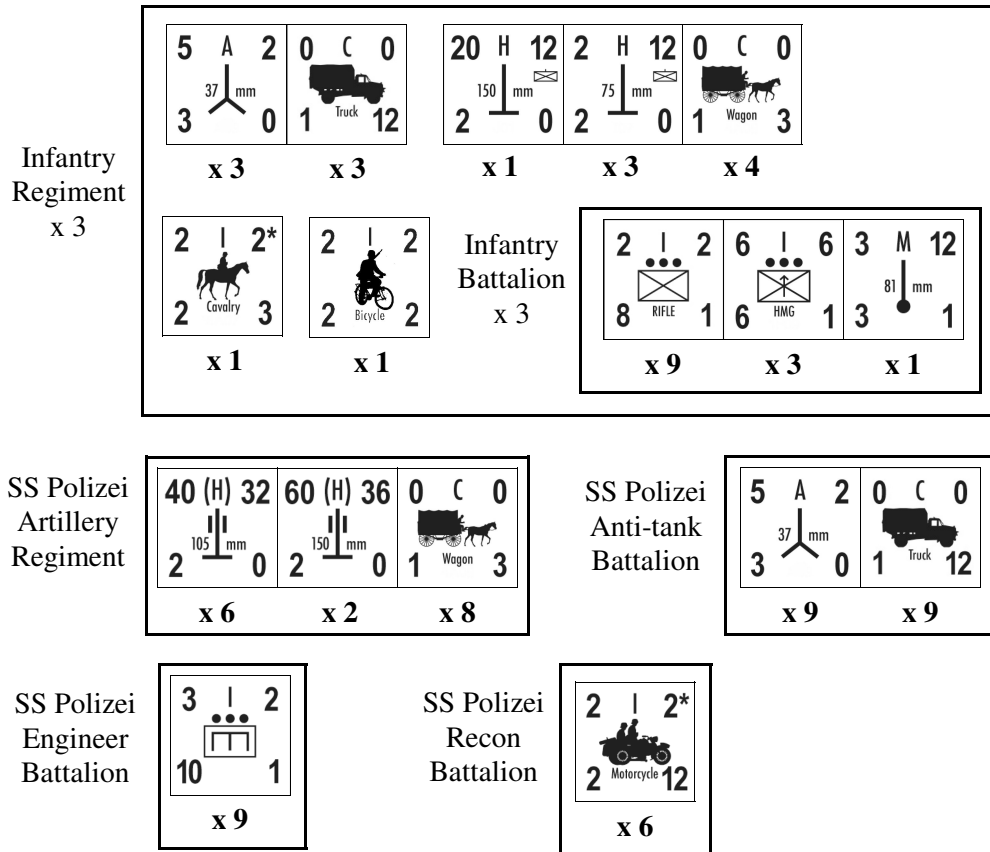 5 A 2 0 C 0 20 H 12 2 H 12 0 C 0
37 mm 150 mm 75 mm
Truck Wagon
3 0 1 12 2 0 2 0 1 3
x 3 x 3 x 1 x 3 x 4
Infantry
Regiment
x 3
2 I 2* 2 I 2
Cavalry Bicycle
2 3 2 2
x 1 x 1
Infantry
Battalion
x 3
2 I 2 6 I 6 3 M 12
81 mm
RIFLE HMG
8 1 6 1 3 1
x 9 x 3 x 1
SS Polizei
Artillery
Regiment
40 (H) 32 60 (H) 36 0 C 0
105 mm 150 mm
Wagon
2 0 2 0 1 3
x 6 x 2 x 8
SS Polizei
Anti-tank
Battalion
5 A 2 0 C 0
37 mm
Truck
3 0 1 12
x 9 x 9
SS Polizei
Engineer
Battalion
3 I 2
10 1
x 9
SS Polizei
Recon
Battalion
2 I 2*
Motorcycle
2 12
x 6